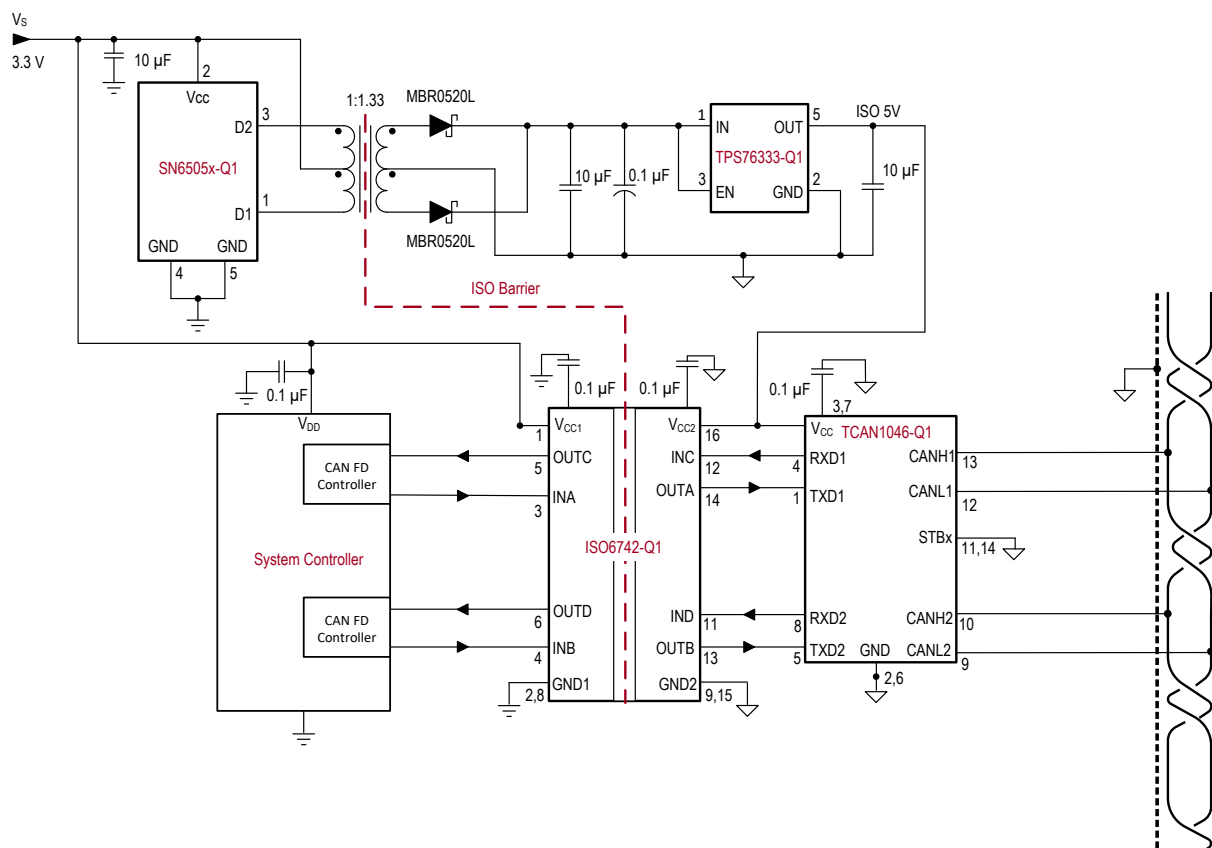 VS
3.3 V
10 µF
2
Vcc
D2
3
SN6505x-Q1
D1
1
GND
GND
4
5
1:1.33
MBR0520L
MBR0520L
10 µF
0.1 µF
1
IN
OUT
5
TPS76333-Q1
3
EN
GND
2
ISO 5V
10 µF
ISO Barrier
0.1 µF
0.1 µF
0.1 µF
0.1 µF
VDD
CAN FD
Controller
System Controller
CAN FD
Controller
VCC1
1
OUTC
5
INA
3
OUTD
6
INB
4
GND1
2,8
ISO6742-Q1
VCC2
16
INC
12
OUTA
14
IND
11
OUTB
13
GND2
9,15
3,7
VCC
TCAN1046-Q1
RXD1
4
TXD1
1
RXD2
8
TXD2
5
GND
2,6
CANH1
13
CANL1
12
STBx
11,14
CANH2
10
CANL2
9